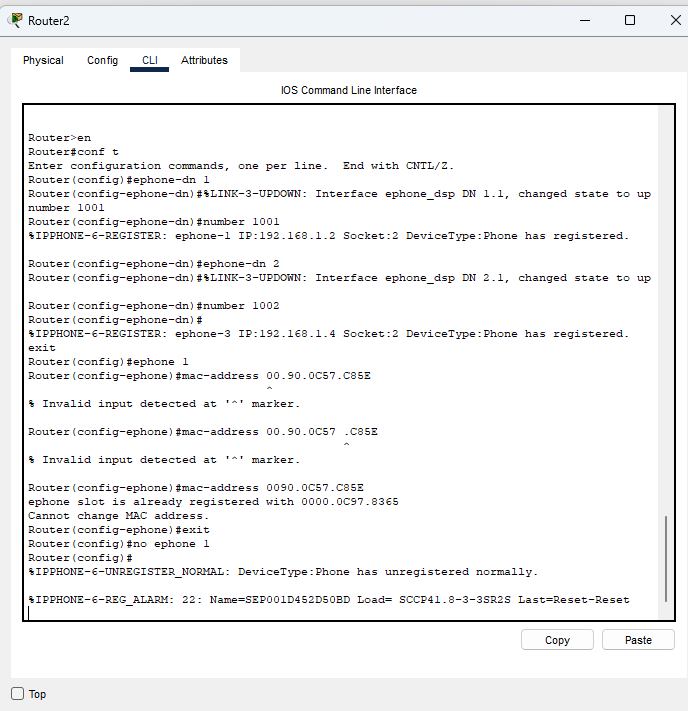 Router2
Physical Config CLI Attributes
IOS Command Line Interface
Router>en
Router#conf t
Enter configuration commands, one per line.  End with CNTL/Z.
Router(config)#ephone-dn 1
Router(config-ephone-dn)#%LINK-3-UPDOWN: Interface ephone_dsp DN 1.1, changed state to up
number 1001
Router(config-ephone-dn)#number 1001
%IPPHONE-6-REGISTER: ephone-1 IP:192.168.1.2 Socket:2 DeviceType:Phone has registered.
Router(config-ephone-dn)#ephone-dn 2
Router(config-ephone-dn)#%LINK-3-UPDOWN: Interface ephone_dsp DN 2.1, changed state to up
Router(config-ephone-dn)#number 1002
Router(config-ephone-dn)#
%IPPHONE-6-REGISTER: ephone-3 IP:192.168.1.4 Socket:2 DeviceType:Phone has registered.
exit
Router(config)#ephone 1
Router(config-ephone)#mac-address 00.90.0C57.C85E
^
% Invalid input detected at '^' marker.
Router(config-ephone)#mac-address 00.90.0C57 .C85E
^
% Invalid input detected at '^' marker.
Router(config-ephone)#mac-address 0090.0C57.C85E
ephone slot is already registered with 0000.0C97.8365
Cannot change MAC address.
Router(config-ephone)#exit
Router(config)#no ephone 1
Router(config)#
%IPPHONE-6-UNREGISTER_NORMAL: DeviceType:Phone has unregistered normally.
%IPPHONE-6-REG_ALARM: 22: Name=SEP001D452D50BD Load= SCCP41.8-3-3SR2S Last=Reset-Reset
Copy Paste
Top